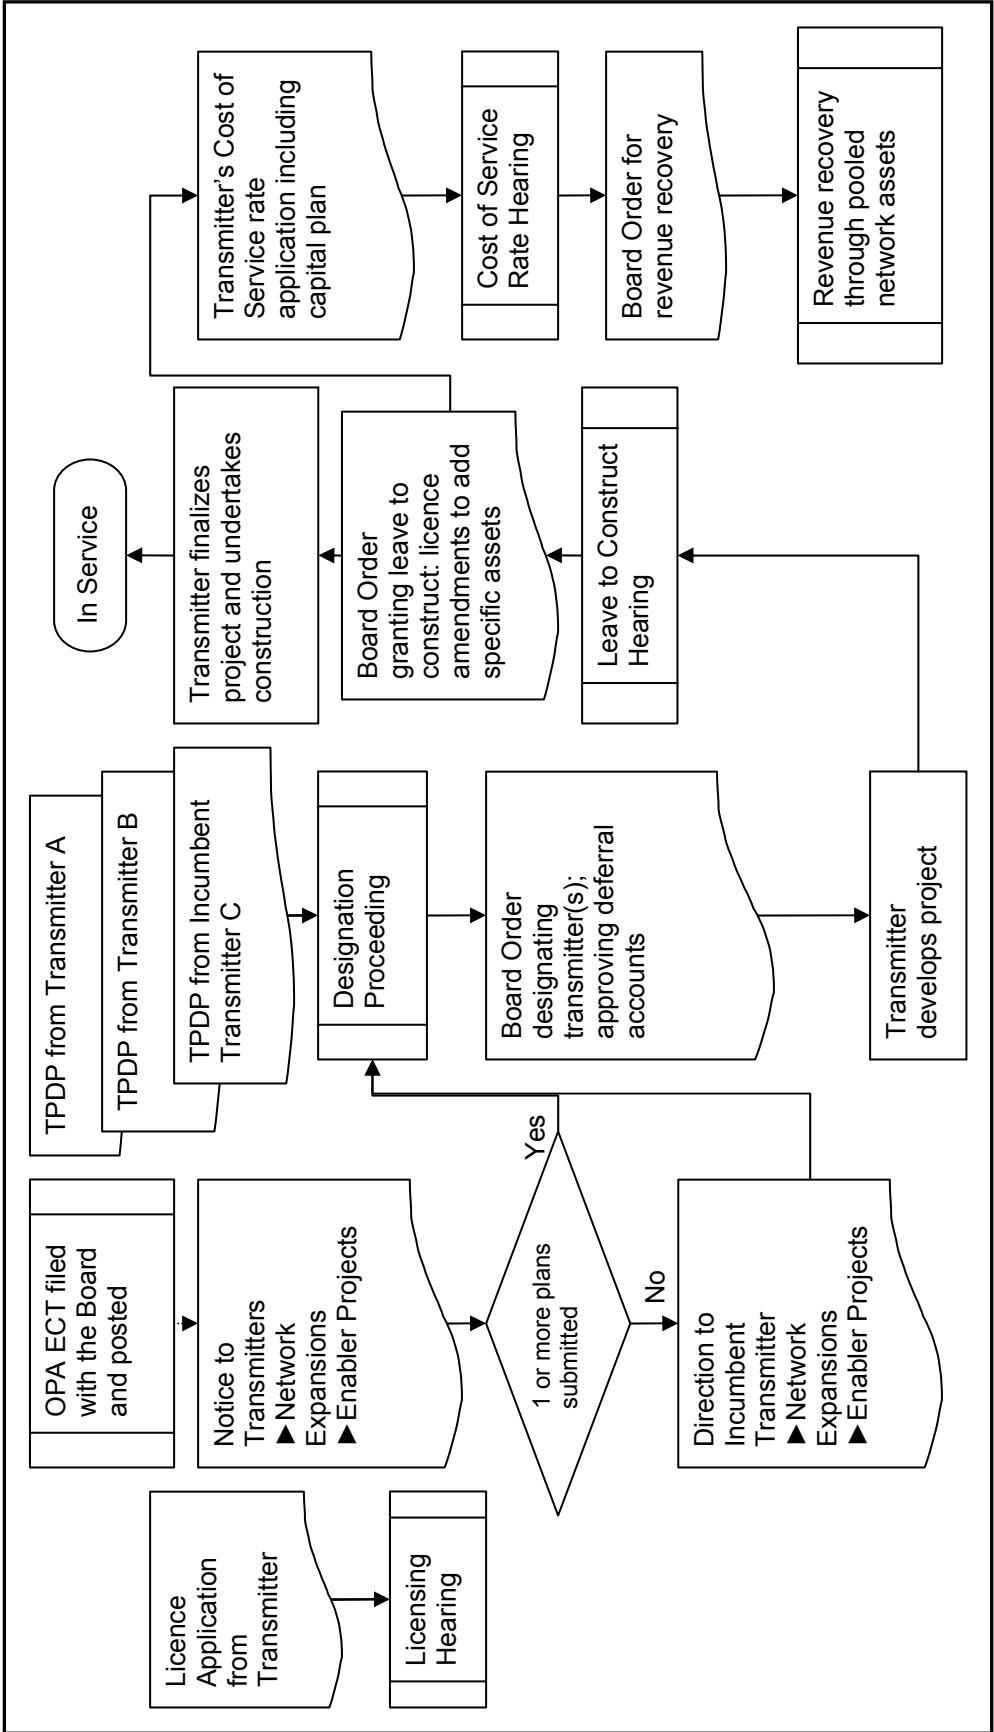 Licence
Application
from
Transmitter
Licensing
Hearing
OPA ECT filed
with the Board
and posted
Notice to
Transmitters
►Network
Expansions
►Enabler Projects
1 or more plans
submitted
Yes
No
Direction to
Incumbent
Transmitter
►Network
Expansions
►Enabler Projects
TPDP from Transmitter A
TPDP from Transmitter B
TPDP from Incumbent
Transmitter C
Designation
Proceeding
Board Order
designating
transmitter(s);
approving deferral
accounts
Transmitter
develops project
In Service
Transmitter finalizes
project and undertakes
construction
Board Order
granting leave to
construct: licence
amendments to add
specific assets
Leave to Construct
Hearing
Transmitter's Cost of
Service rate
application including
capital plan
Cost of Service
Rate Hearing
Board Order for
revenue recovery
Revenue recovery
through pooled
network assets